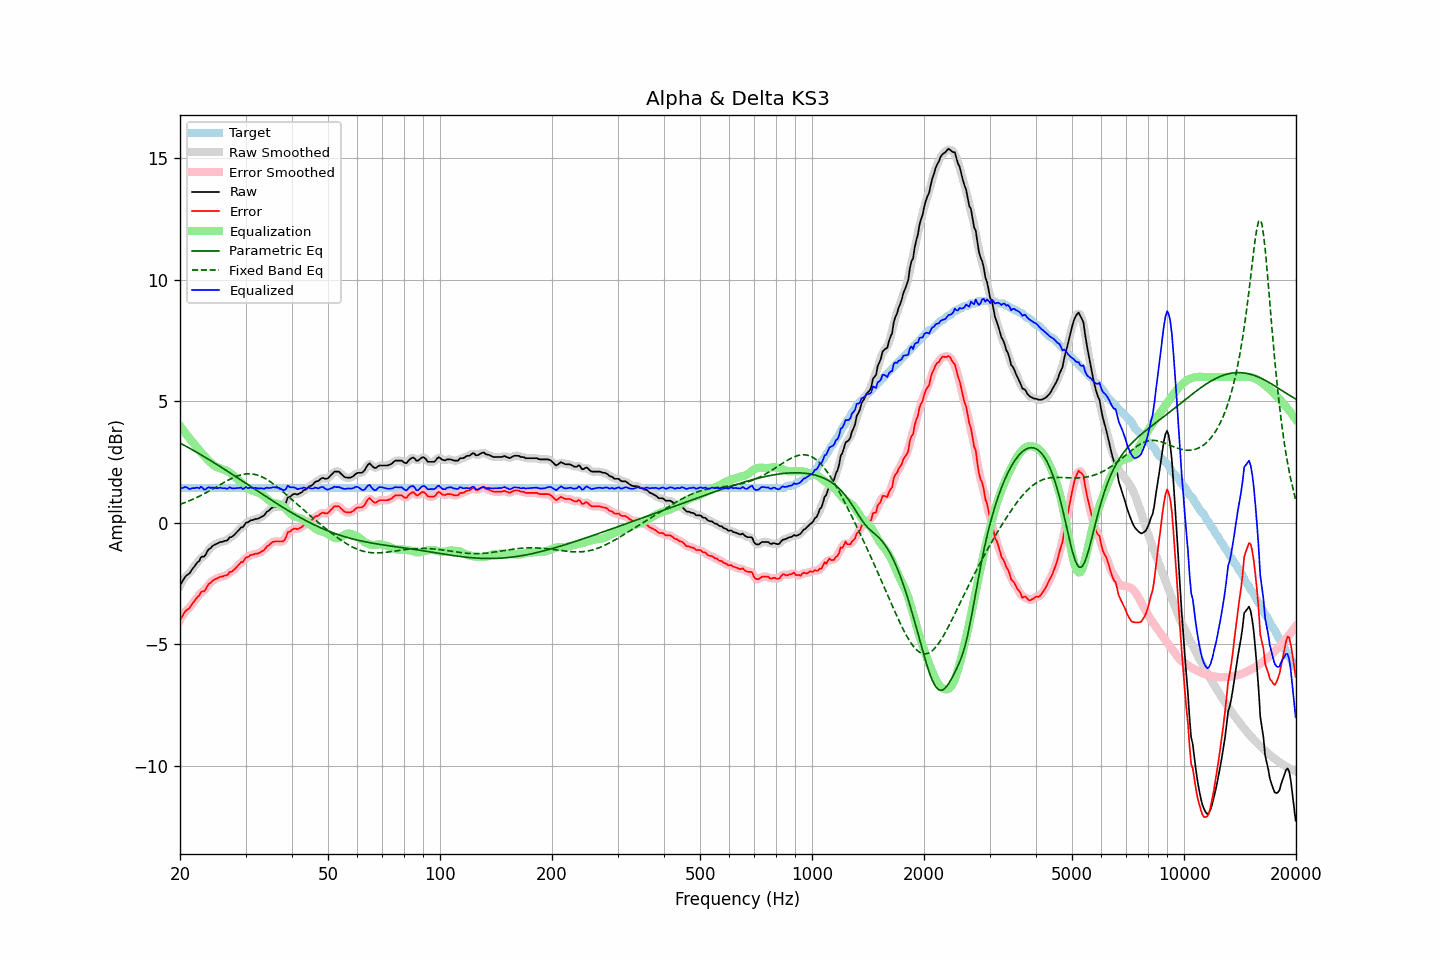 Alpha & Delta KS3
Target
Raw Smoothed
Error Smoothed
Raw
Error
Equalization
Parametric Eq
Fixed Band Eq
Equalized
15
10
5
0
−5
−10
Amplitude (dBr)
20 50 100 200 500 1000 2000 5000 10000 20000
Frequency (Hz)